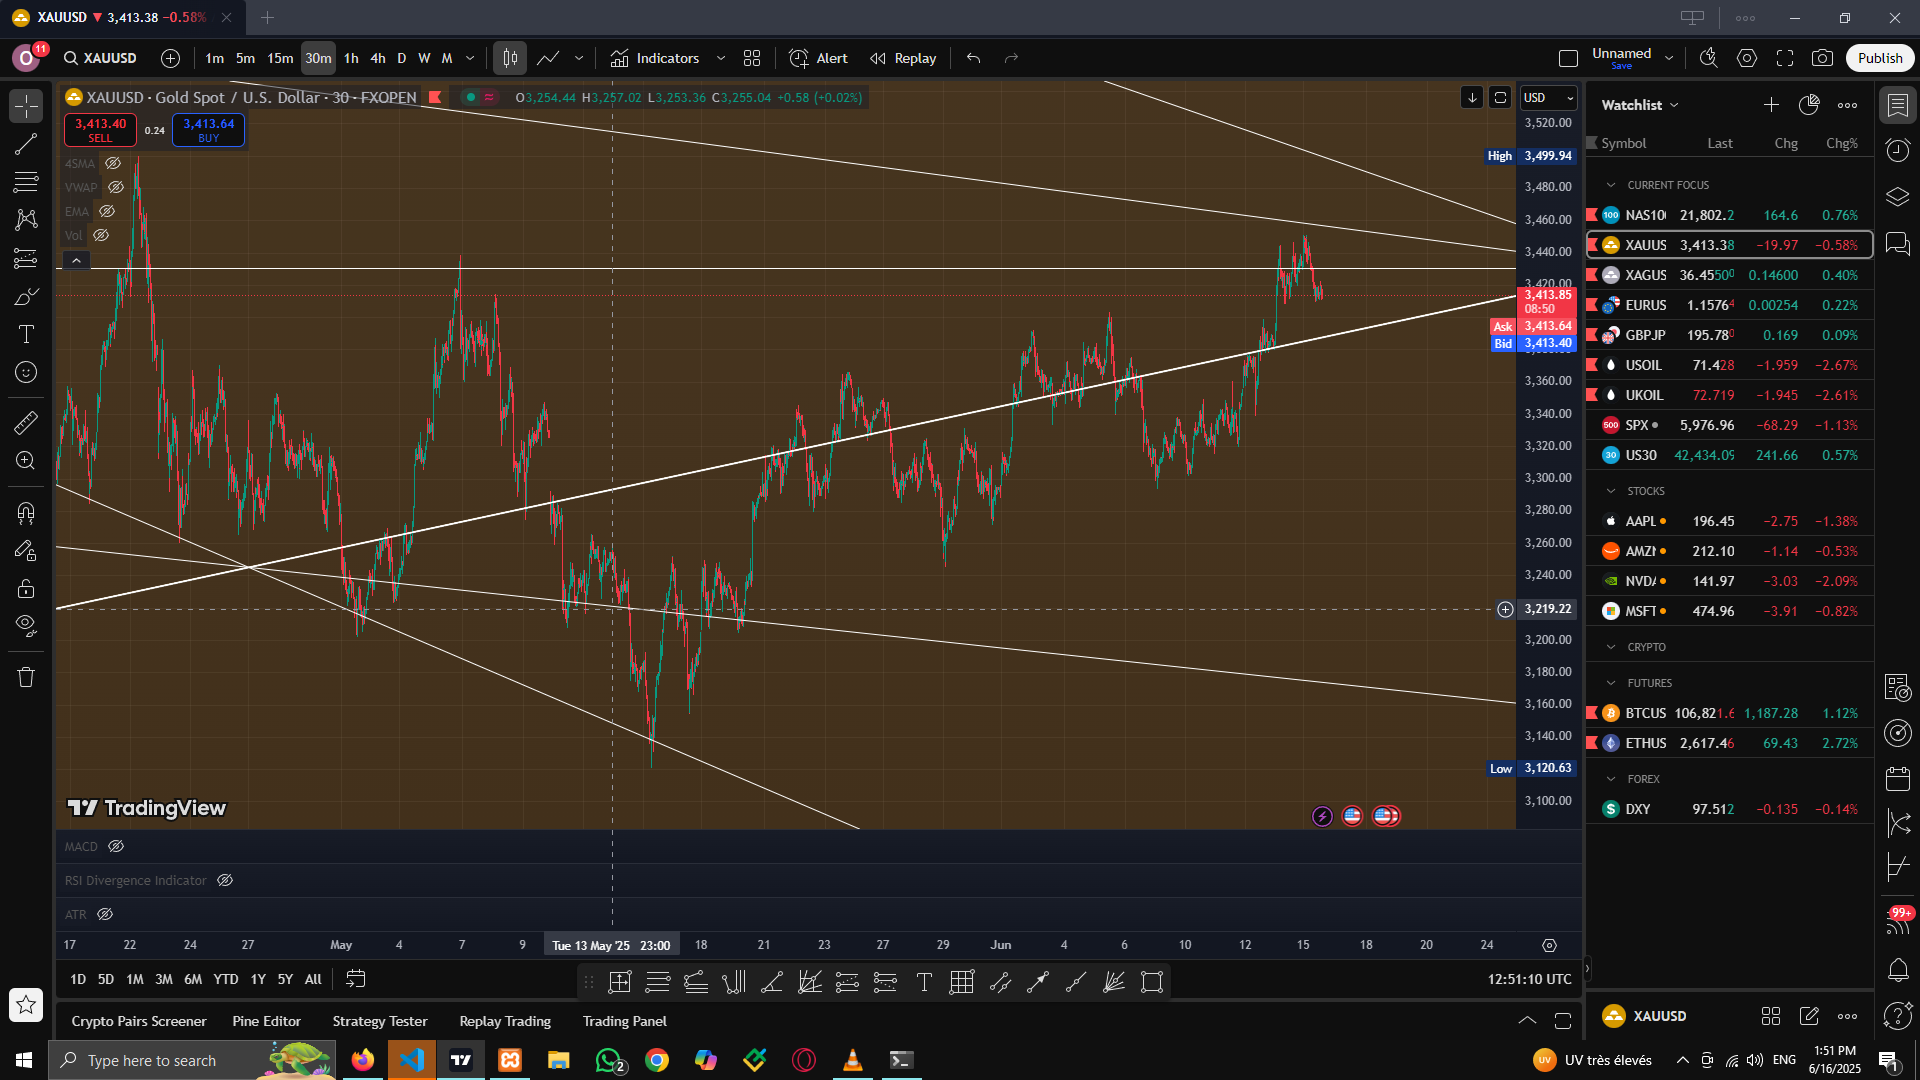 XAUUSD ▼ 3,413.38 −0.58%
O 11 XAUUSD 1m 5m 15m 30m 1h 4h D W M Indicators Alert Replay Unnamed Save Publish
XAUUSD · Gold Spot / U.S. Dollar · 30 · FXOPEN O3,254.44 H3,257.02 L3,253.36 C3,255.04 +0.58 (+0.02%)
3,413.40 SELL 0.24 3,413.64 BUY
4SMA
VWAP
EMA
Vol
USD
3,520.00
High 3,499.94
3,480.00
3,460.00
3,440.00
3,420.00
3,413.85
08:50
Ask 3,413.64
Bid 3,413.40
3,360.00
3,340.00
3,320.00
3,300.00
3,280.00
3,260.00
3,240.00
3,219.22
3,200.00
3,180.00
3,160.00
3,140.00
Low 3,120.63
3,100.00
TradingView
MACD
RSI Divergence Indicator
ATR
17 22 24 27 May 4 7 9 Tue 13 May '25 23:00 18 21 23 27 29 Jun 4 6 10 12 15 18 20 24
1D 5D 1M 3M 6M YTD 1Y 5Y All
12:51:10 UTC
Crypto Pairs Screener Pine Editor Strategy Tester Replay Trading Trading Panel
Watchlist
Symbol Last Chg Chg%
CURRENT FOCUS
100 NAS10 21,802.2 164.6 0.76%
XAUUS 3,413.38 −19.97 −0.58%
XAGUS 36.45500 0.14600 0.40%
EURUS 1.1576 0.00254 0.22%
GBPJP 195.780 0.169 0.09%
USOIL 71.428 −1.959 −2.67%
UKOIL 72.719 −1.945 −2.61%
500 SPX 5,976.96 −68.29 −1.13%
30 US30 42,434.09 241.66 0.57%
STOCKS
AAPL 196.45 −2.75 −1.38%
AMZN 212.10 −1.14 −0.53%
NVDA 141.97 −3.03 −2.09%
MSFT 474.96 −3.91 −0.82%
CRYPTO
FUTURES
BTCUS 106,821.6 1,187.28 1.12%
ETHUS 2,617.46 69.43 2.72%
FOREX
DXY 97.512 −0.135 −0.14%
XAUUSD
99+
Type here to search
2
UV UV très élevés
ENG
1:51 PM
6/16/2025
1